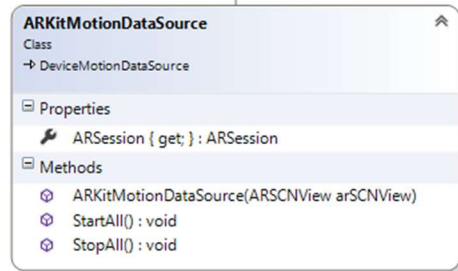 ARKitMotionDataSource
Class
DeviceMotionDataSource
Properties
ARSession { get; } : ARSession
Methods
ARKitMotionDataSource(ARSCNView arSCNView)
StartAll() : void
StopAll() : void